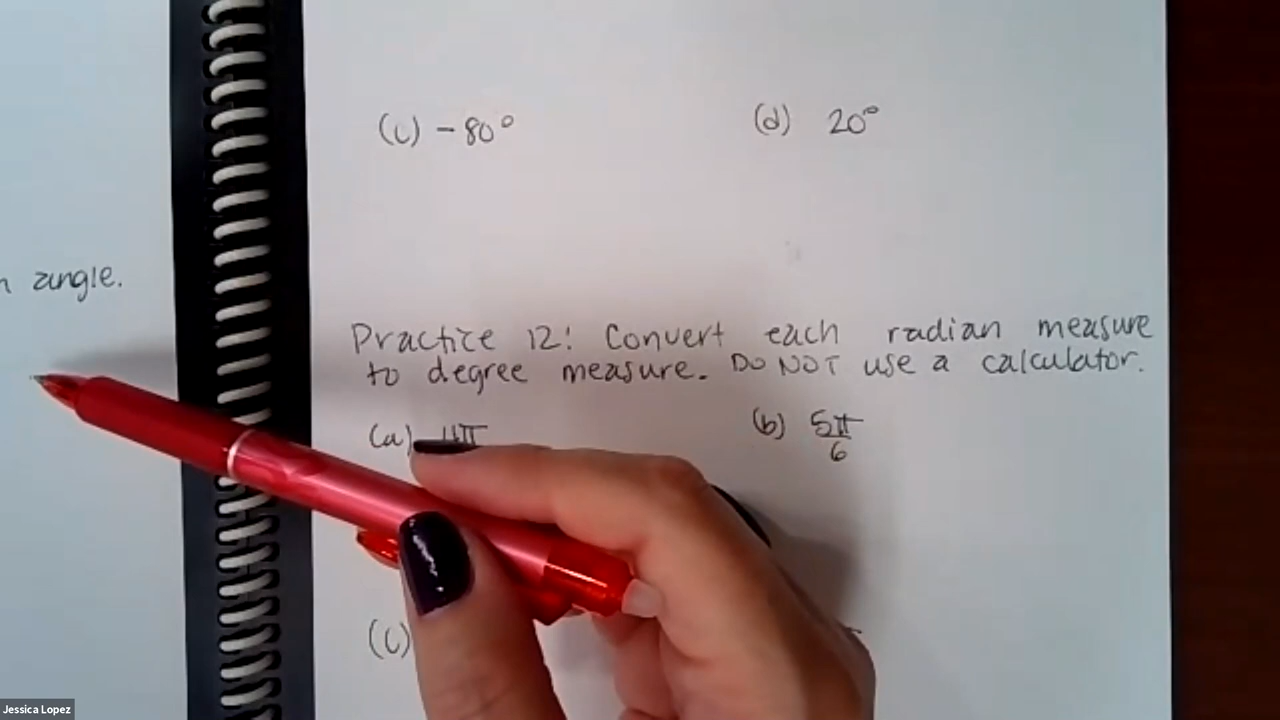 (c) -80° (d) 20°
n angle.
Practice 12: Convert each radian measure
to degree measure. DO NOT use a calculator.
(a) (b) 5π/6
(c)
Jessica Lopez